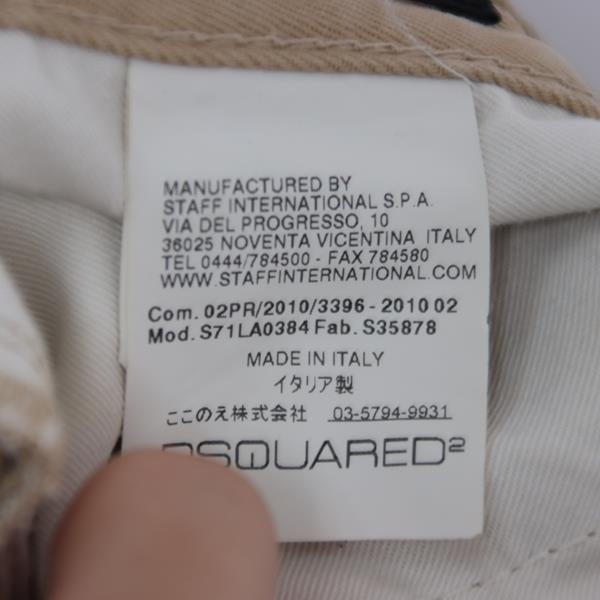 MANUFACTURED BY
STAFF INTERNATIONAL S.P.A.
VIA DEL PROGRESSO, 10
36025 NOVENTA VICENTINA ITALY
TEL 0444/784500 - FAX 784580
WWW.STAFFINTERNATIONAL.COM
Com. 02PR/2010/3396 - 2010 02
Mod. S71LA0384 Fab. S35878
MADE IN ITALY
イタリア製
ここのえ株式会社 03-5794-9931
DSQUARED²